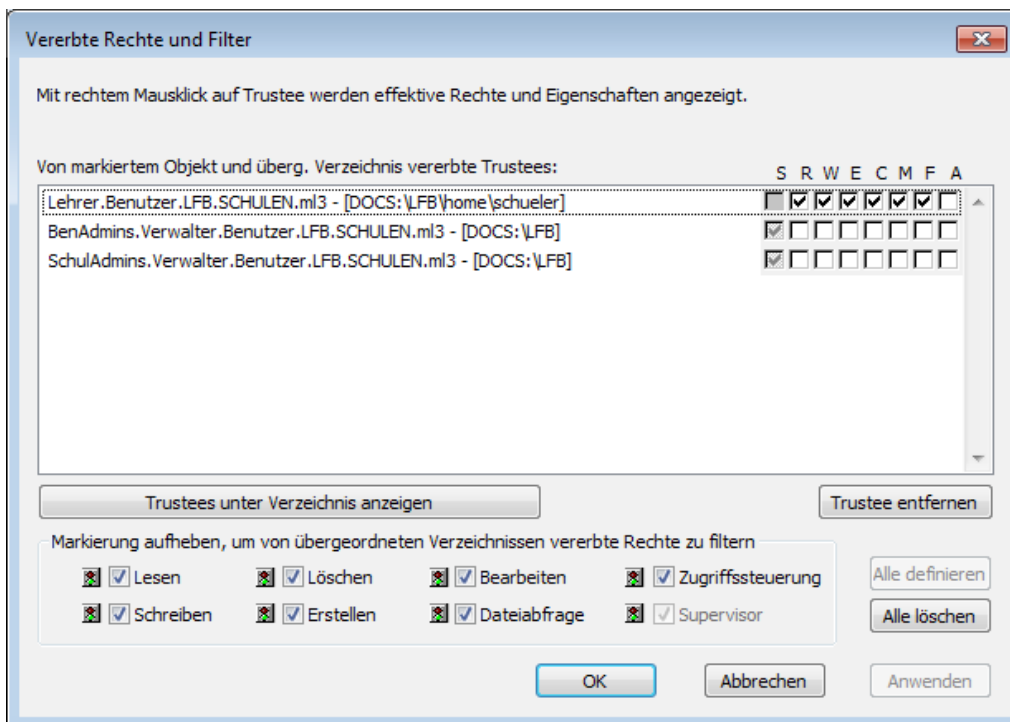 Vererbte Rechte und Filter
Mit rechtem Mausklick auf Trustee werden effektive Rechte und Eigenschaften angezeigt.
Von markiertem Objekt und überg. Verzeichnis vererbte Trustees:
S R W E C M F A
Lehrer.Benutzer.LFB.SCHULEN.ml3 - [DOCS:\LFB\home\schueler]
BenAdmins.Verwalter.Benutzer.LFB.SCHULEN.ml3 - [DOCS:\LFB]
SchulAdmins.Verwalter.Benutzer.LFB.SCHULEN.ml3 - [DOCS:\LFB]
Trustees unter Verzeichnis anzeigen
Trustee entfernen
Markierung aufheben, um von übergeordneten Verzeichnissen vererbte Rechte zu filtern
Lesen Löschen Bearbeiten Zugriffssteuerung
Schreiben Erstellen Dateiabfrage Supervisor
Alle definieren
Alle löschen
OK Abbrechen Anwenden